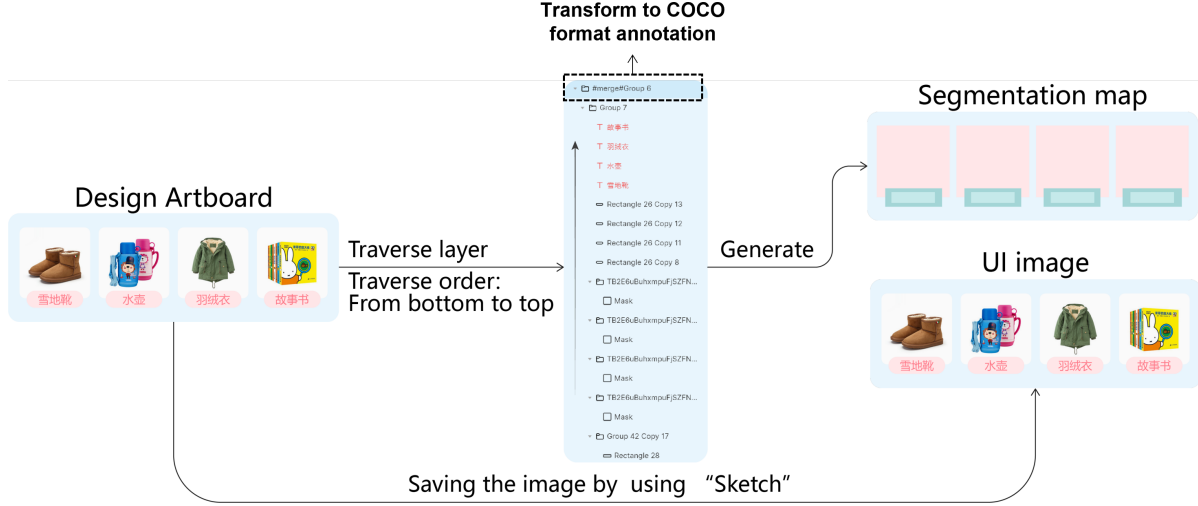 Transform to COCO
format annotation
#merge#Group 6
Group 7
T 故事书
T 羽绒衣
T 水壶
T 雪地靴
Rectangle 26 Copy 13
Rectangle 26 Copy 12
Rectangle 26 Copy 11
Rectangle 26 Copy 8
TB2E6uBuhxmpuFjSZFN...
Mask
TB2E6uBuhxmpuFjSZFN...
Mask
TB2E6uBuhxmpuFjSZFN...
Mask
TB2E6uBuhxmpuFjSZFN...
Mask
Group 42 Copy 17
Rectangle 28
Design Artboard
雪地靴 水壶 羽绒衣 故事书
Traverse layer
Traverse order:
From bottom to top
Generate
Segmentation map
UI image
雪地靴 水壶 羽绒衣 故事书
Saving the image by using “Sketch”